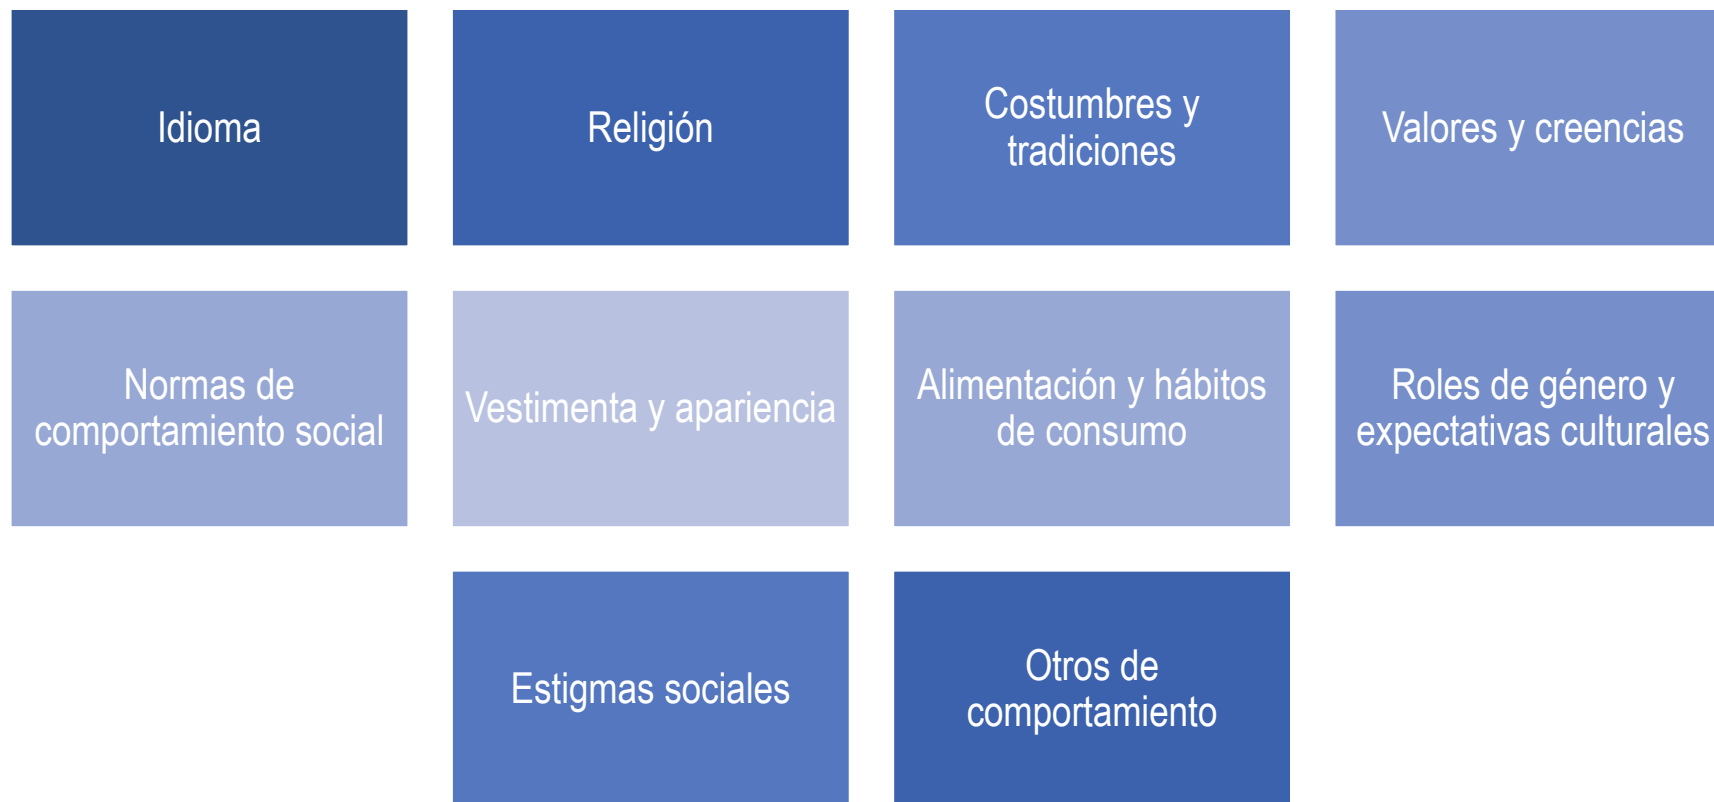 Idioma
Religión
Costumbres y
tradiciones
Valores y creencias
Normas de
comportamiento social
Vestimenta y apariencia
Alimentación y hábitos
de consumo
Roles de género y
expectativas culturales
Estigmas sociales
Otros de
comportamiento